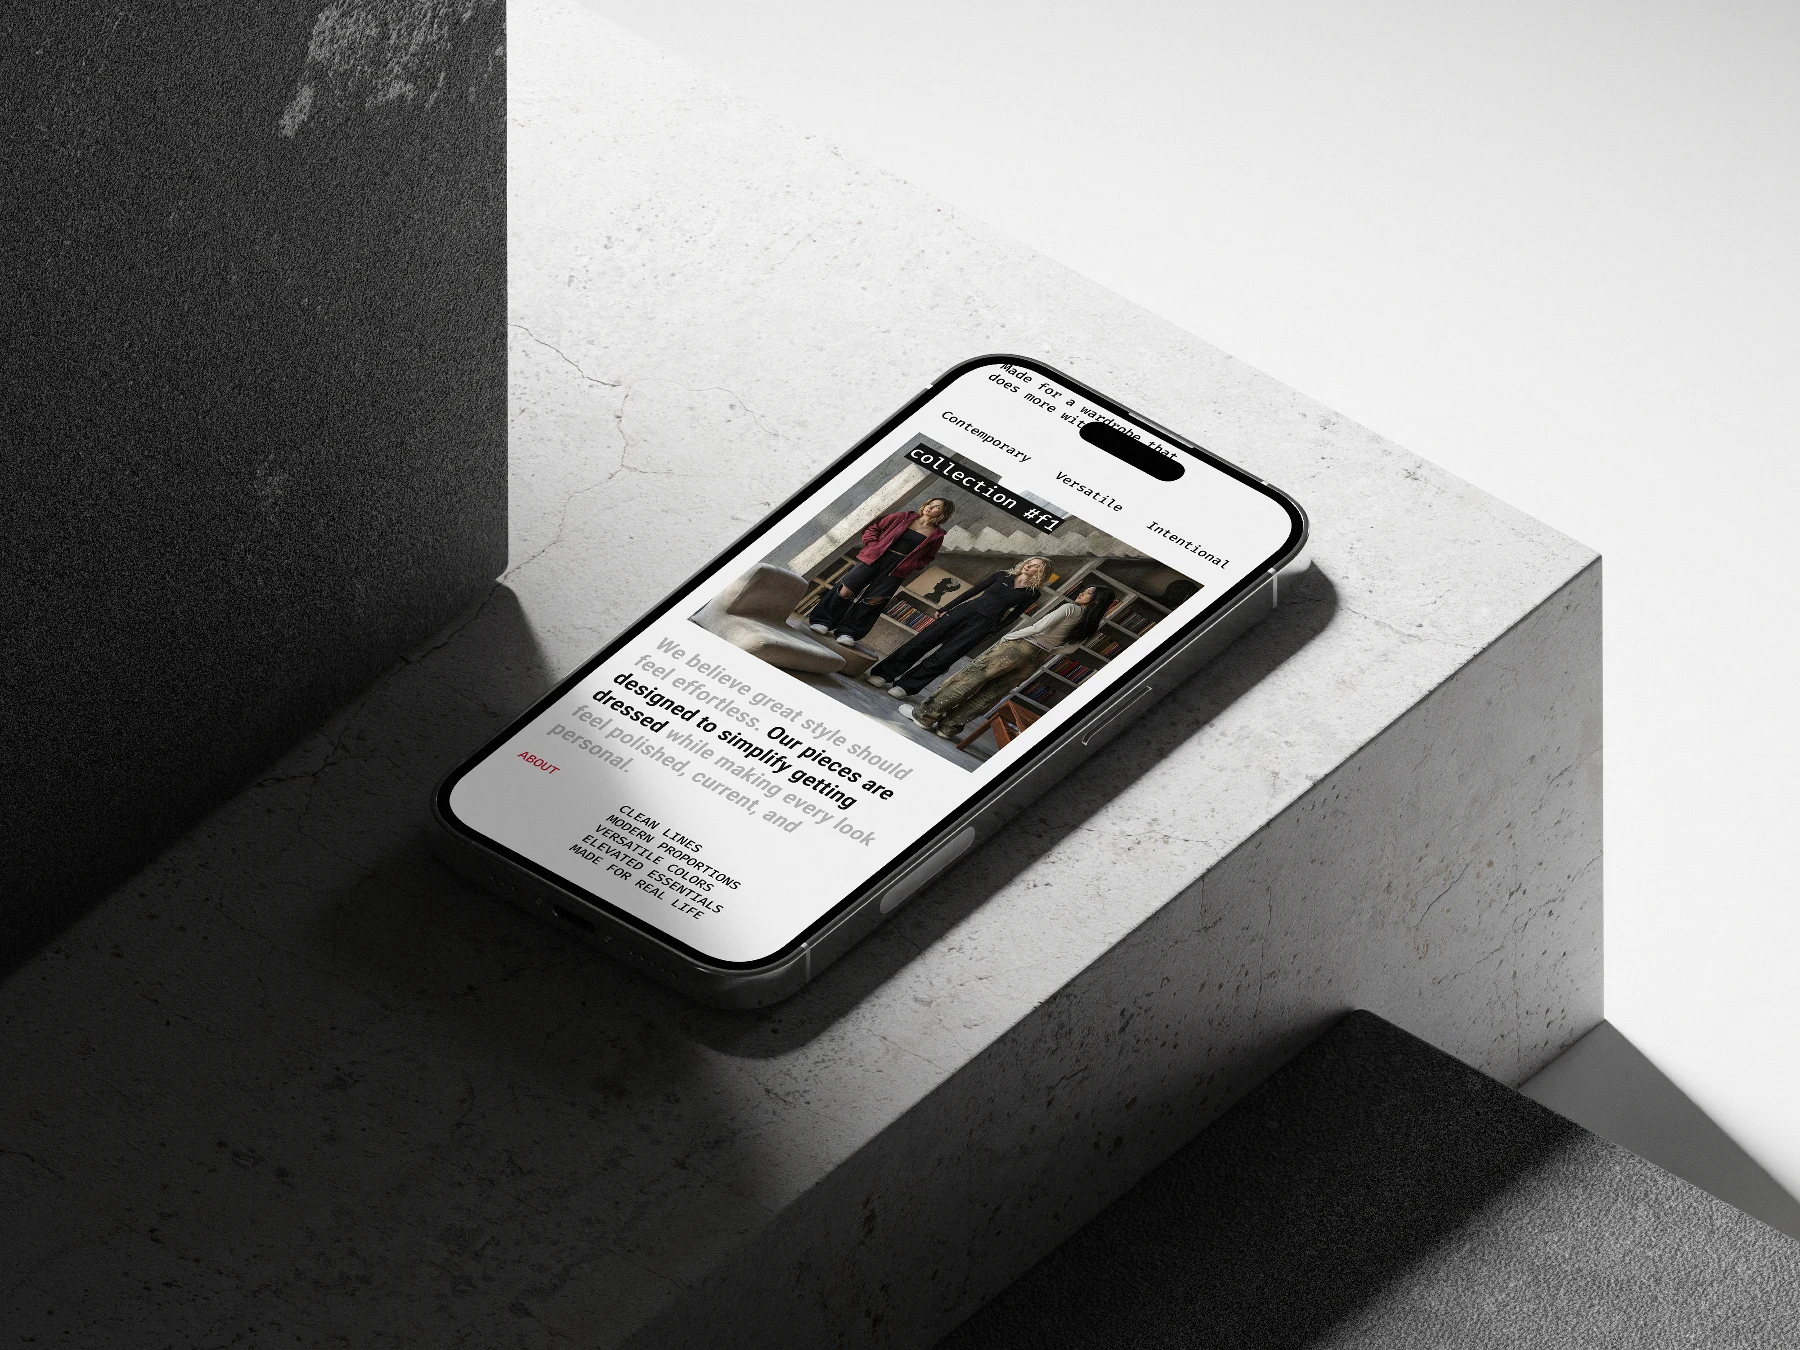 Made for a wardrobe that
does more wit
Contemporary
Versatile
Intentional
collection #f1
We believe great style should
feel effortless. Our pieces are
designed to simplify getting
dressed while making every look
feel polished, current, and
personal.
ABOUT
CLEAN LINES
MODERN PROPORTIONS
VERSATILE COLORS
ELEVATED ESSENTIALS
MADE FOR REAL LIFE